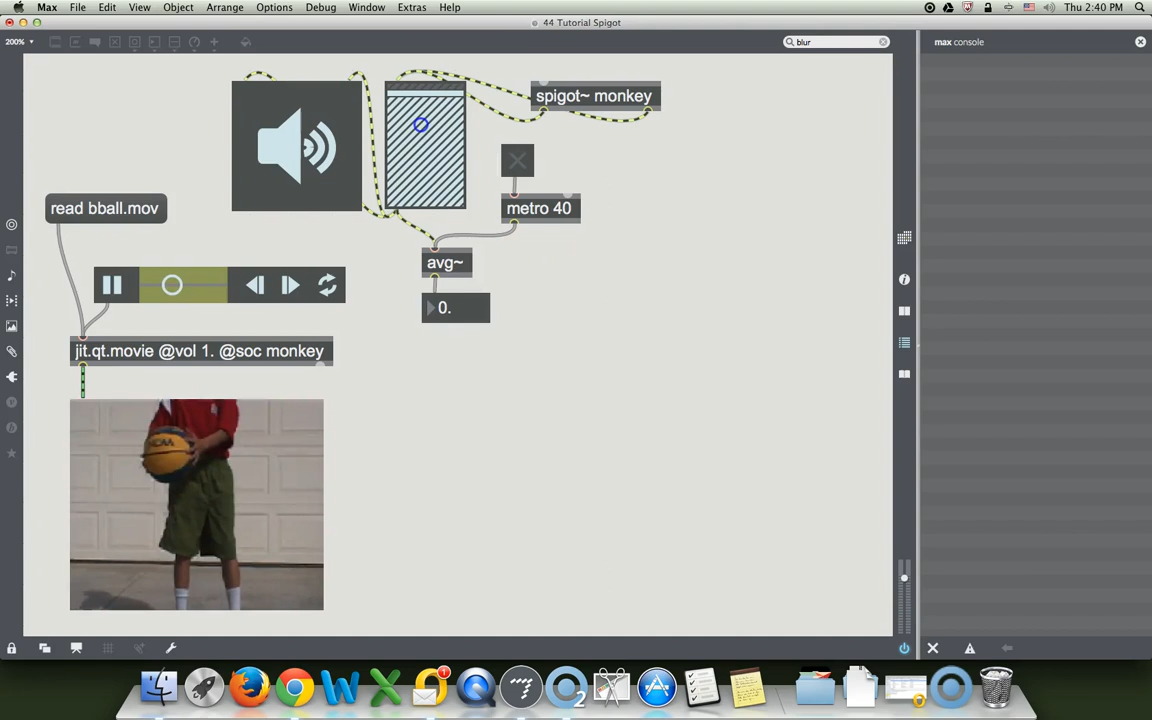 Max File Edit View Object Arrange Options Debug Window Extras Help
Thu 2:40 PM
44 Tutorial Spigot
200%
blur
max console
spigot~ monkey
read bball.mov
metro 40
avg~
0.
jit.qt.movie @vol 1. @soc monkey
1
2